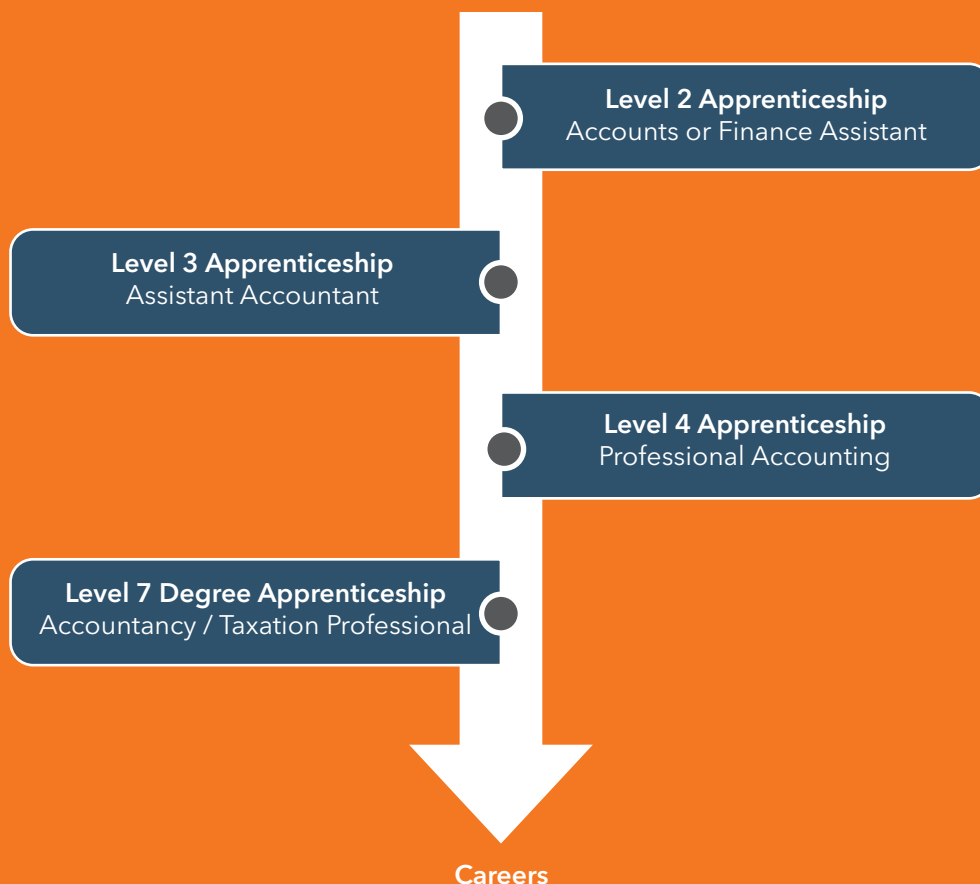 Level 2 Apprenticeship
Accounts or Finance Assistant
Level 3 Apprenticeship
Assistant Accountant
Level 4 Apprenticeship
Professional Accounting
Level 7 Degree Apprenticeship
Accountancy / Taxation Professional
Careers